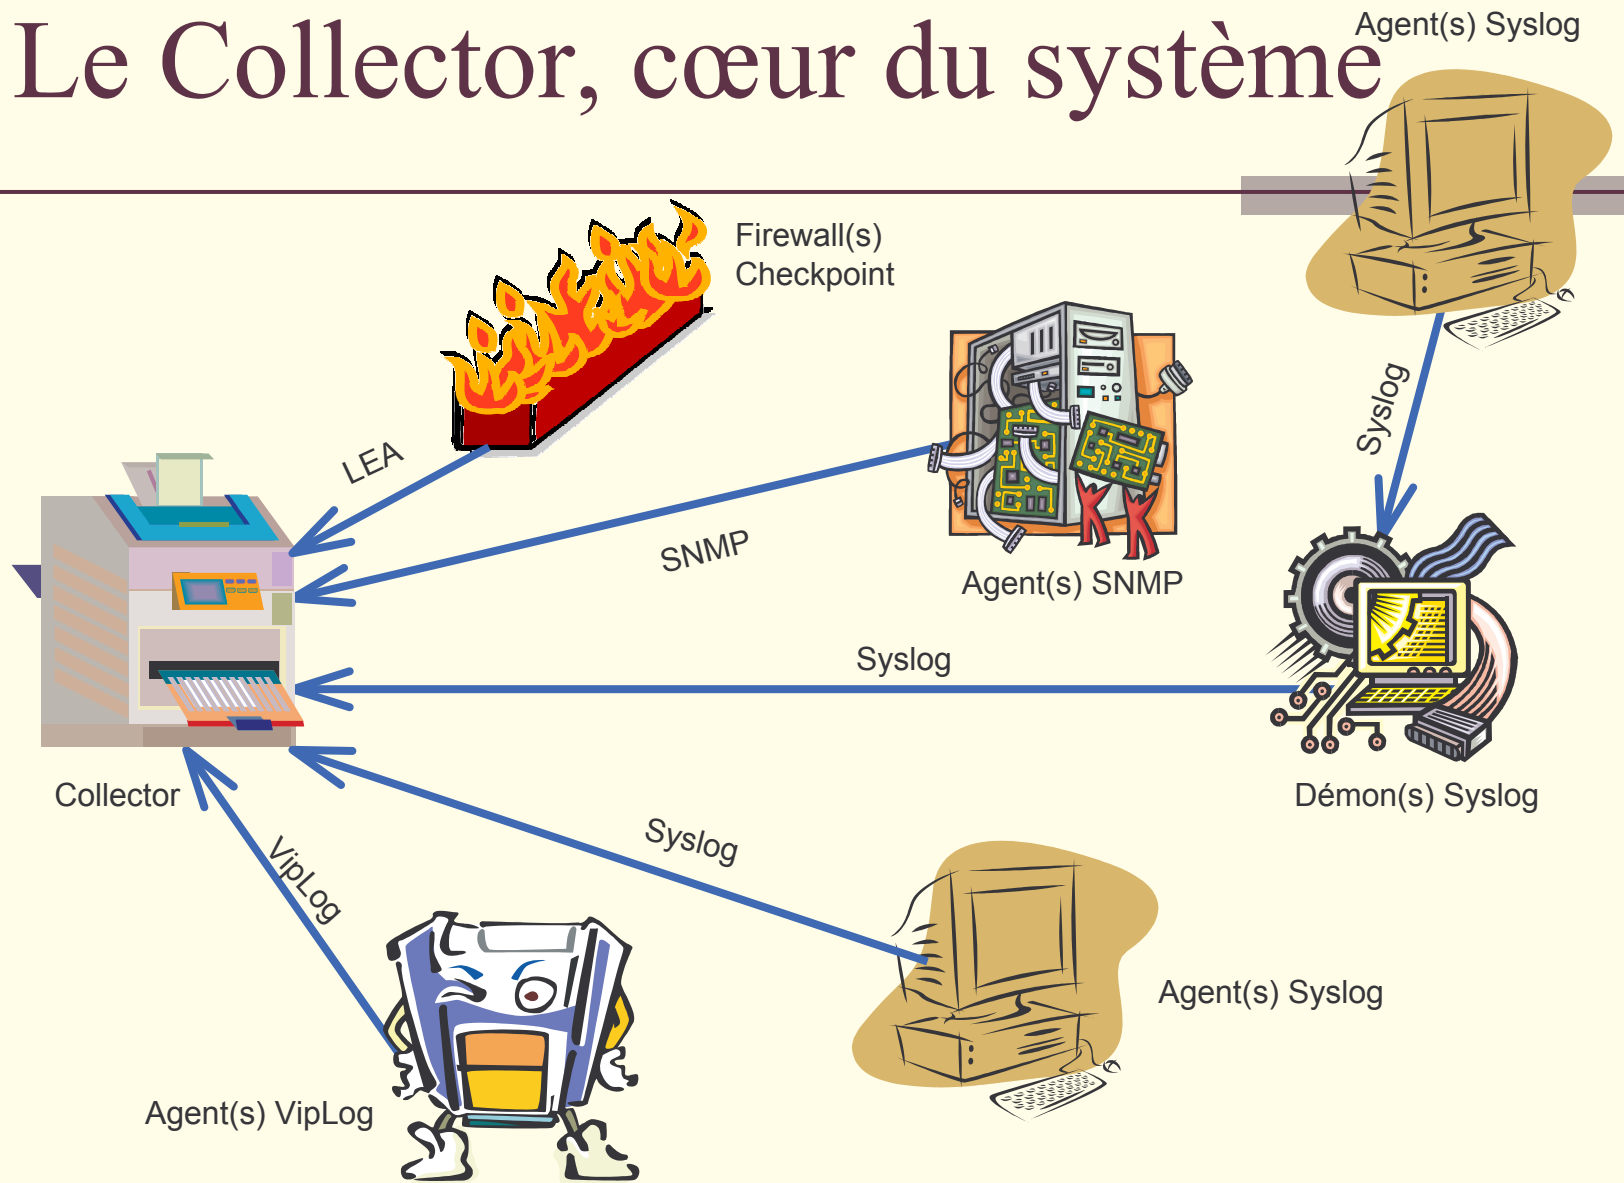 Le Collector, cœur du système
Agent(s) Syslog
Firewall(s)
Checkpoint
LEA
SNMP
Agent(s) SNMP
Syslog
Syslog
Collector
Démon(s) Syslog
Syslog
VipLog
Agent(s) Syslog
Agent(s) VipLog